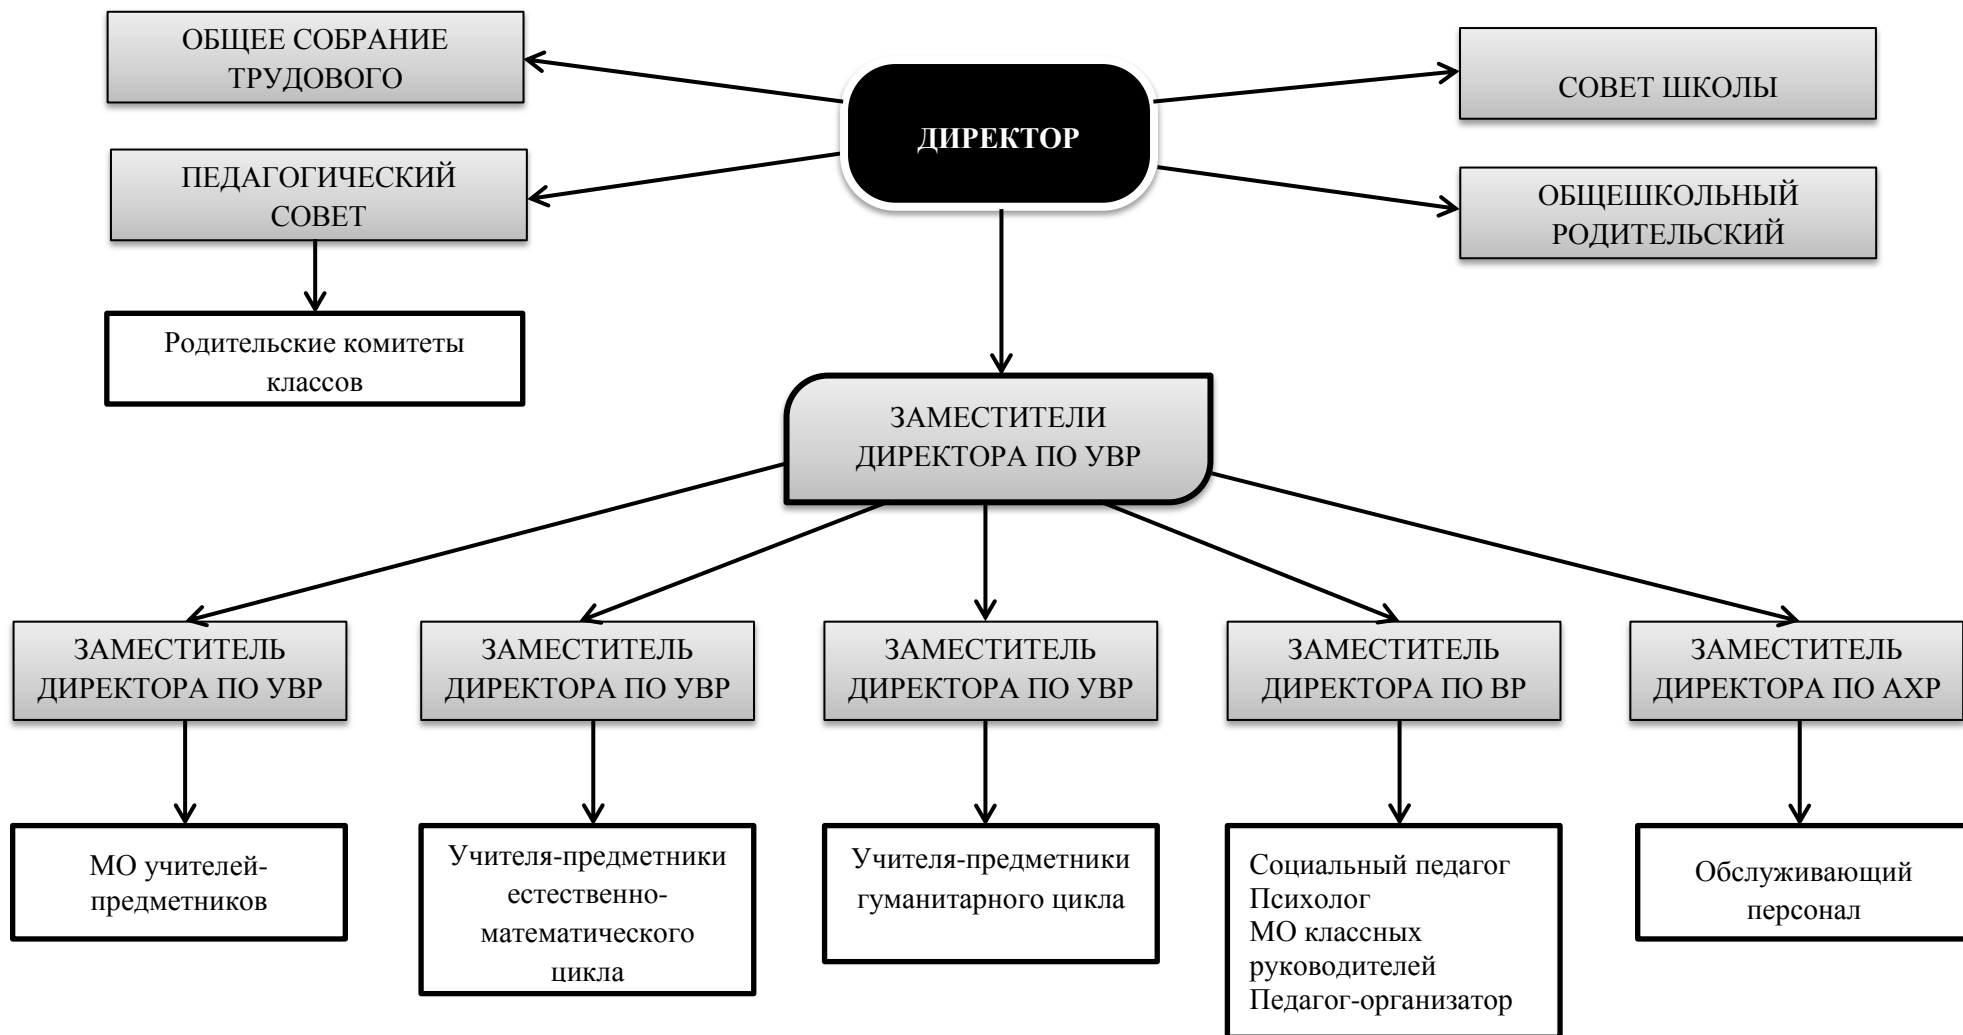 ОБЩЕЕ СОБРАНИЕ
ТРУДОВОГО
ДИРЕКТОР
СОВЕТ ШКОЛЫ
ПЕДАГОГИЧЕСКИЙ
СОВЕТ
ОБЩЕШКОЛЬНЫЙ
РОДИТЕЛЬСКИЙ
Родительские комитеты
классов
ЗАМЕСТИТЕЛИ
ДИРЕКТОРА ПО УВР
ЗАМЕСТИТЕЛЬ
ДИРЕКТОРА ПО УВР
ЗАМЕСТИТЕЛЬ
ДИРЕКТОРА ПО УВР
ЗАМЕСТИТЕЛЬ
ДИРЕКТОРА ПО УВР
ЗАМЕСТИТЕЛЬ
ДИРЕКТОРА ПО ВР
ЗАМЕСТИТЕЛЬ
ДИРЕКТОРА ПО АХР
МО учителей-
предметников
Учителя-предметники
естественно-
математического
цикла
Учителя-предметники
гуманитарного цикла
Социальный педагог
Психолог
МО классных
руководителей
Педагог-организатор
Обслуживающий
персонал